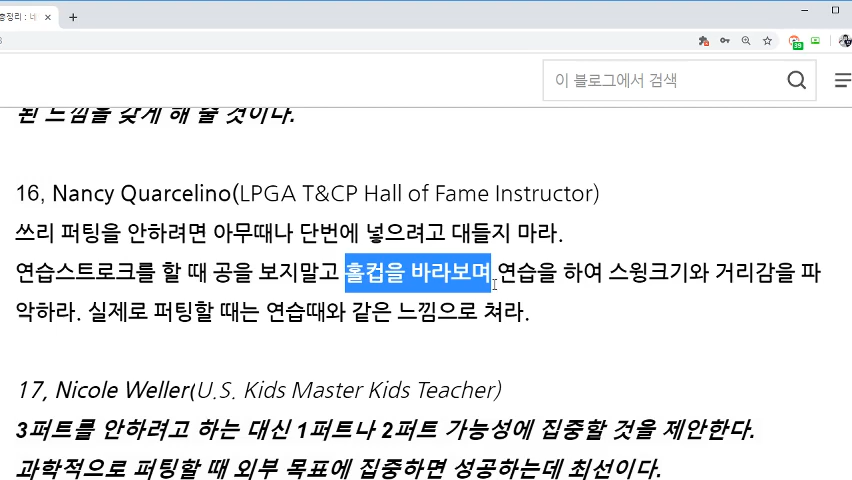 총정리 : 네
이 블로그에서 검색
39
된 느낌을 갖게 해 줄 것이다.
16, Nancy Quarcelino(LPGA T&CP Hall of Fame Instructor)
쓰리 퍼팅을 안하려면 아무때나 단번에 넣으려고 대들지 마라.
연습스트로크를 할 때 공을 보지말고 홀컵을 바라보며 연습을 하여 스윙크기와 거리감을 파
악하라. 실제로 퍼팅할 때는 연습때와 같은 느낌으로 쳐라.
17, Nicole Weller(U.S. Kids Master Kids Teacher)
3퍼트를 안하려고 하는 대신 1퍼트나 2퍼트 가능성에 집중할 것을 제안한다.
과학적으로 퍼팅할 때 외부 목표에 집중하면 성공하는데 최선이다.